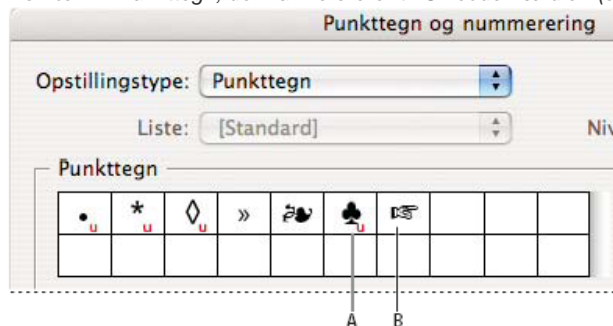 Punkttegn og nummerering
Opstillingstype: Punkttegn
Liste: [Standard]
Niv
Punkttegn
•u *u ◊u » ❧ ♣u ☞
A B